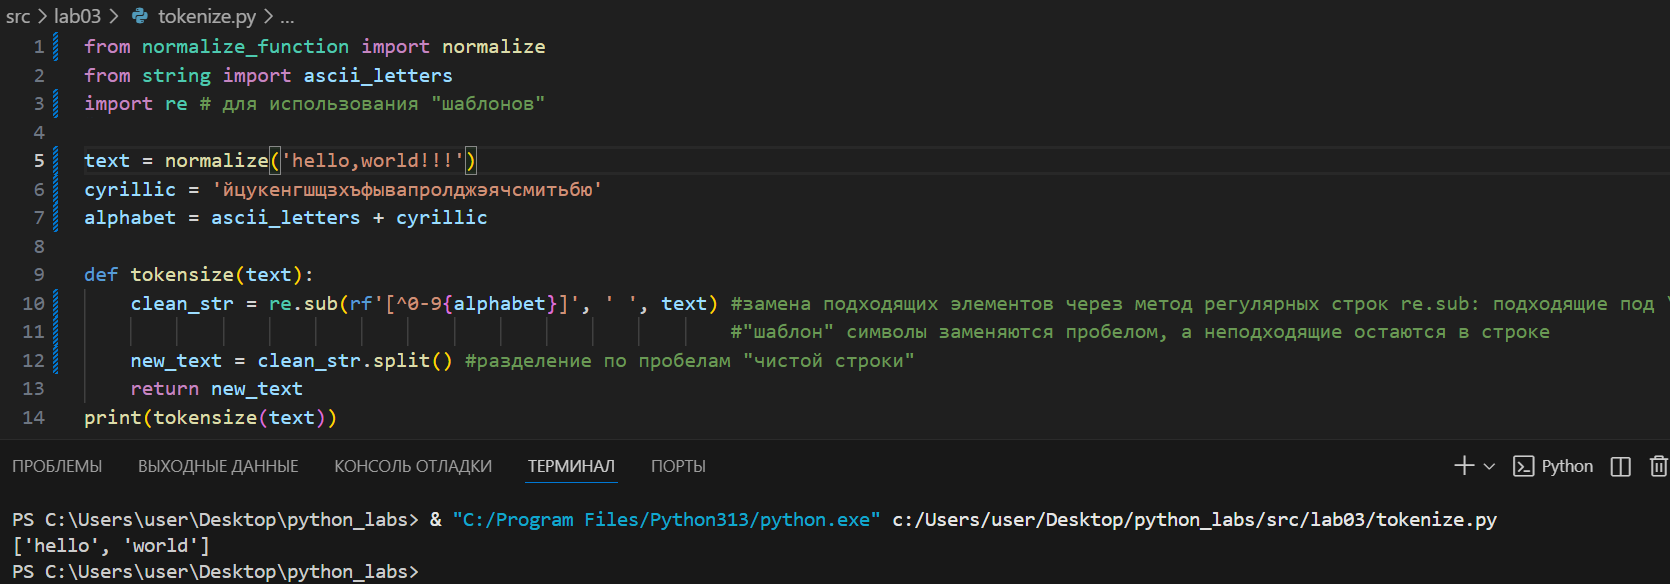 src > lab03 > tokenize.py > ...
1 from normalize_function import normalize
2 from string import ascii_letters
3 import re # для использования "шаблонов"
4
5 text = normalize('hello,world!!!')
6 cyrillic = 'йцукенгшщзхъфывапролджэячсмитьбю'
7 alphabet = ascii_letters + cyrillic
8
9 def tokensize(text):
10 clean_str = re.sub(rf'[^0-9{alphabet}]', ' ', text) #замена подходящих элементов через метод регулярных строк re.sub: подходящие под
11 #"шаблон" символы заменяются пробелом, а неподходящие остаются в строке
12 new_text = clean_str.split() #разделение по пробелам "чистой строки"
13 return new_text
14 print(tokensize(text))
ПРОБЛЕМЫ ВЫХОДНЫЕ ДАННЫЕ КОНСОЛЬ ОТЛАДКИ ТЕРМИНАЛ ПОРТЫ Python
PS C:\Users\user\Desktop\python_labs> & "C:/Program Files/Python313/python.exe" c:/Users/user/Desktop/python_labs/src/lab03/tokenize.py
['hello', 'world']
PS C:\Users\user\Desktop\python_labs>